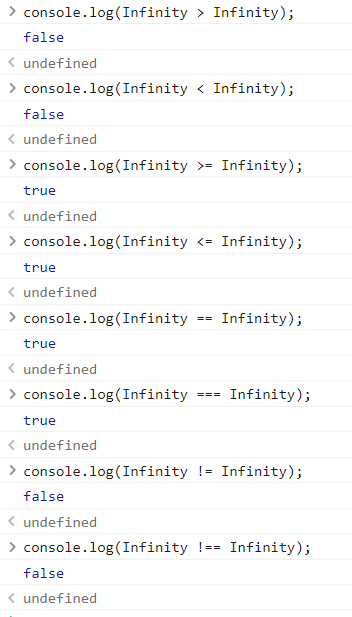 > console.log(Infinity > Infinity);
false
< undefined
> console.log(Infinity < Infinity);
false
< undefined
> console.log(Infinity >= Infinity);
true
< undefined
> console.log(Infinity <= Infinity);
true
< undefined
> console.log(Infinity == Infinity);
true
< undefined
> console.log(Infinity === Infinity);
true
< undefined
> console.log(Infinity != Infinity);
false
< undefined
> console.log(Infinity !== Infinity);
false
< undefined